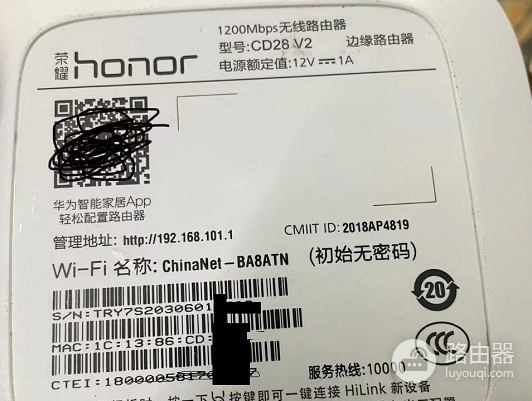 荣耀 honor
1200Mbps无线路由器
型号:CD28 V2 边缘路由器
电源额定值:12V⎓1A
华为智能家居App
轻松配置路由器
CMIIT ID: 2018AP4819
管理地址: http://192.168.101.1
Wi-Fi 名称: ChinaNet-BA8ATN (初始无密码)
S/N:TRY7S2030601
20
MAC:1C:13:86:CD:
CCC
服务热线:10000
CTEI:180000
即可一键连接 HiLink 新设备
路由器
luyouqi.com